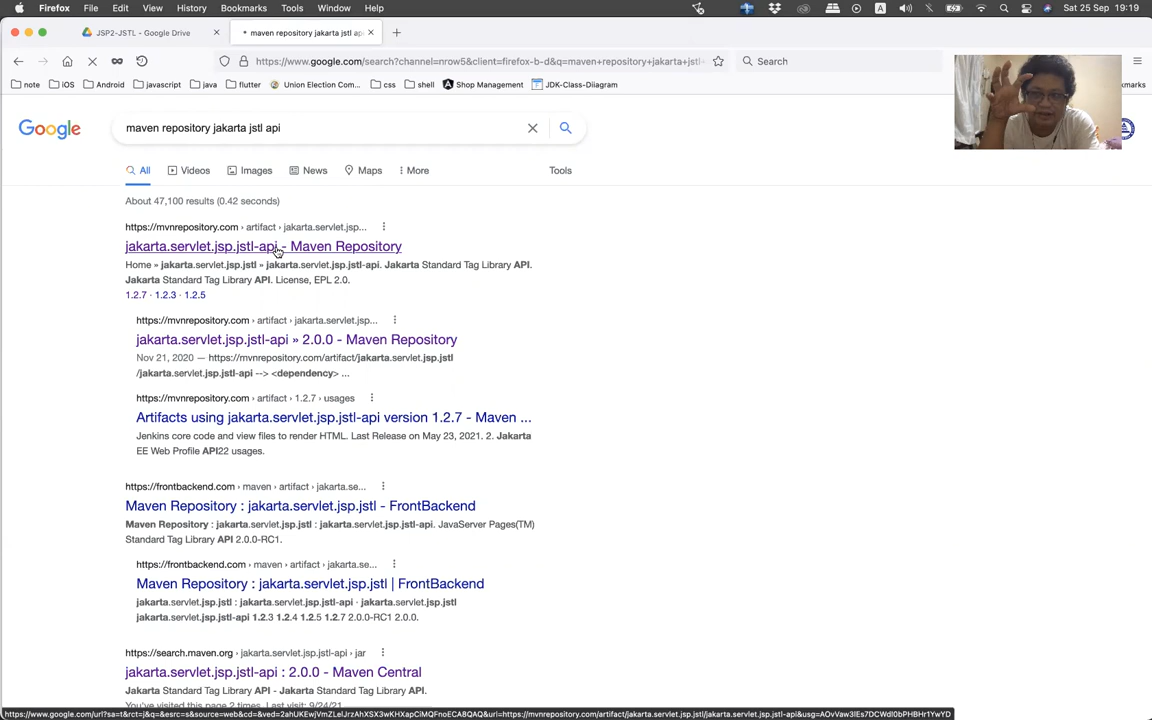 Firefox File Edit View History Bookmarks Tools Window Help
A
Sat 25 Sep 19:19
JSP2-JSTL - Google Drive
maven repository jakarta jstl ap
https://www.google.com/search?channel=nrow5&client=firefox-b-d&q=maven+repository+jakarta+jstl
Search
note iOS Android javascript java flutter Union Election Com... css shell Shop Management JDK-Class-Diiagram
Google
maven repository jakarta jstl api
All Videos Images News Maps More Tools
About 47,100 results (0.42 seconds)
https://mvnrepository.com › artifact › jakarta.servlet.jsp...
jakarta.servlet.jsp.jstl-api - Maven Repository
Home » jakarta.servlet.jsp.jstl » jakarta.servlet.jsp.jstl-api. Jakarta Standard Tag Library API.
Jakarta Standard Tag Library API. License, EPL 2.0.
1.2.7 · 1.2.3 · 1.2.5
https://mvnrepository.com › artifact › jakarta.servlet.jsp...
jakarta.servlet.jsp.jstl-api » 2.0.0 - Maven Repository
Nov 21, 2020 — https://mvnrepository.com/artifact/jakarta.servlet.jsp.jstl
/jakarta.servlet.jsp.jstl-api --> <dependency> ...
https://mvnrepository.com › artifact › 1.2.7 › usages
Artifacts using jakarta.servlet.jsp.jstl-api version 1.2.7 - Maven ...
Jenkins core code and view files to render HTML. Last Release on May 23, 2021. 2. Jakarta
EE Web Profile API22 usages.
https://frontbackend.com › maven › artifact › jakarta.se...
Maven Repository : jakarta.servlet.jsp.jstl - FrontBackend
Maven Repository : jakarta.servlet.jsp.jstl : jakarta.servlet.jsp.jstl-api. JavaServer Pages(TM)
Standard Tag Library API 2.0.0-RC1.
https://frontbackend.com › maven › artifact › jakarta.se...
Maven Repository : jakarta.servlet.jsp.jstl | FrontBackend
jakarta.servlet.jsp.jstl : jakarta.servlet.jsp.jstl-api · jakarta.servlet.jsp.jstl
jakarta.servlet.jsp.jstl-api 1.2.3 1.2.4 1.2.5 1.2.7 2.0.0-RC1 2.0.0.
https://search.maven.org › jakarta.servlet.jsp.jstl-api › jar
jakarta.servlet.jsp.jstl-api : 2.0.0 - Maven Central
Jakarta Standard Tag Library API - Jakarta Standard Tag Library API.
You've visited this page 2 times. Last visit: 9/24/21